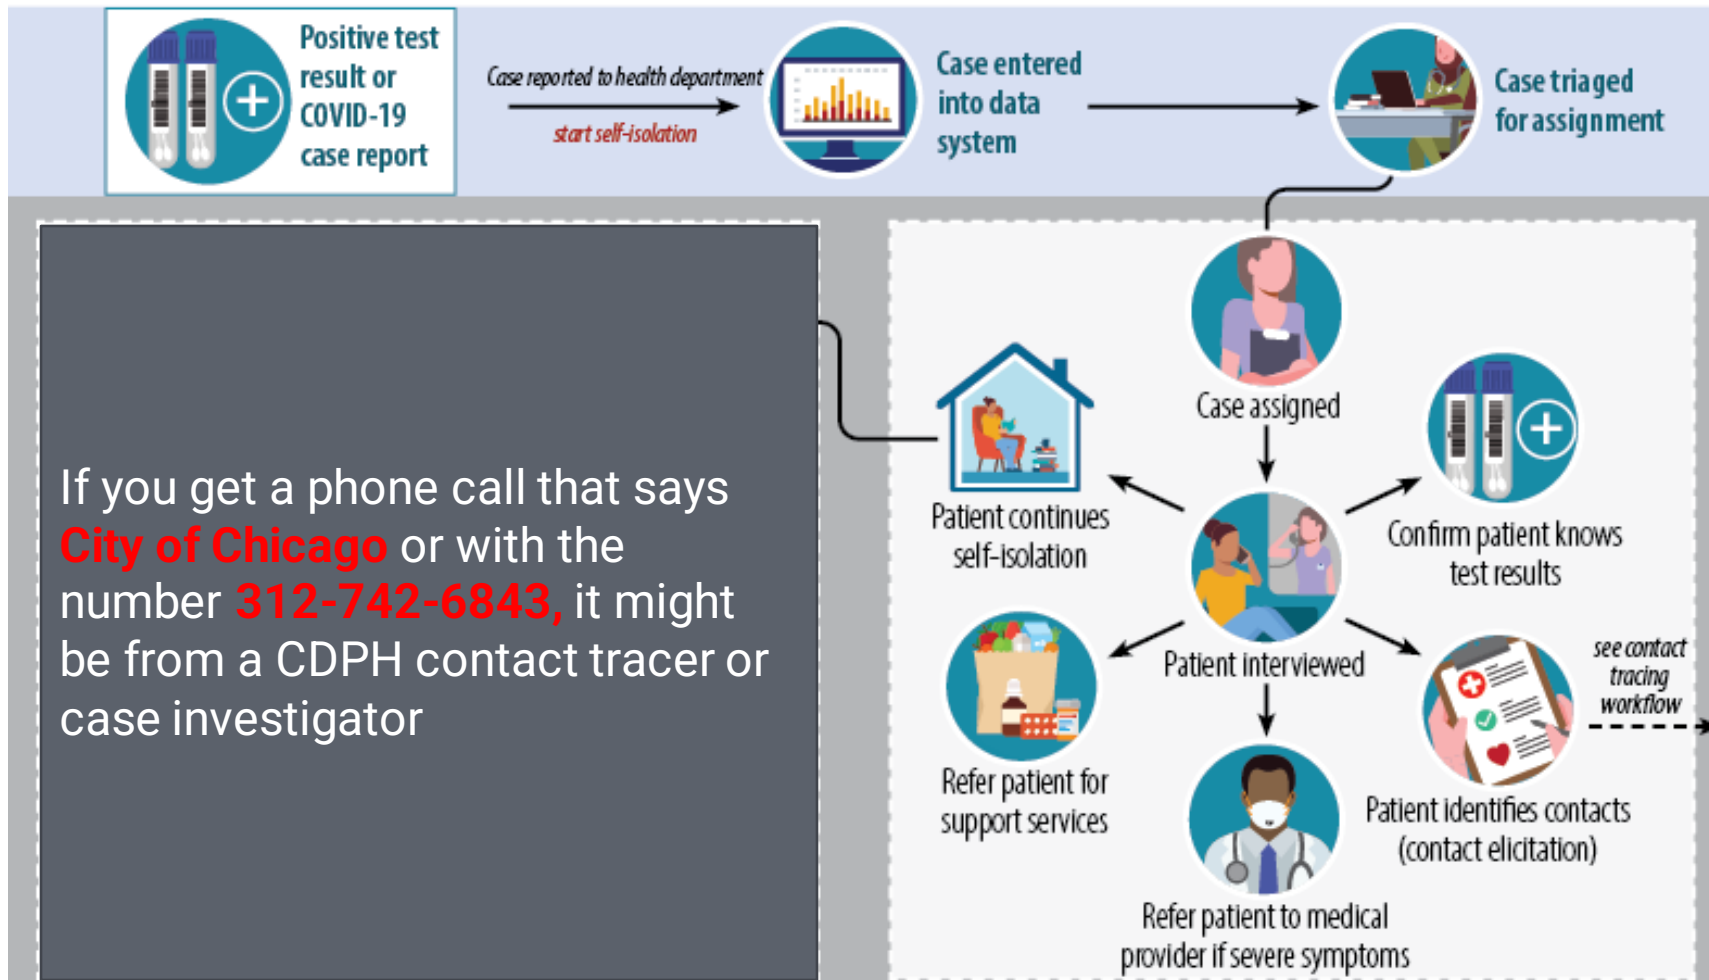 Positive test
result or
COVID-19
case report
Case reported to health department
start self-isolation
Case entered
into data
system
Case triaged
for assignment
If you get a phone call that says
City of Chicago or with the
number 312-742-6843, it might
be from a CDPH contact tracer or
case investigator
Case assigned
Patient continues
self-isolation
Confirm patient knows
test results
Patient interviewed
see contact
tracing
workflow
Refer patient for
support services
Patient identifies contacts
(contact elicitation)
Refer patient to medical
provider if severe symptoms